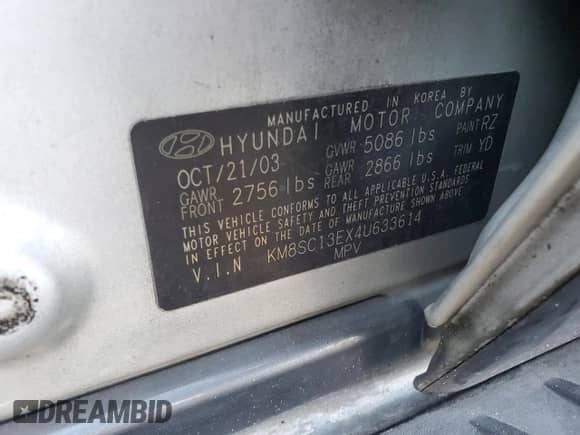 MANUFACTURED IN KOREA BY
HYUNDAI MOTOR COMPANY
OCT/21/03 GVWR 5086 lbs PAINT RZ
GAWR FRONT 2756 lbs GAWR REAR 2866 lbs TRIM YD
THIS VEHICLE CONFORMS TO ALL APPLICABLE U.S.A. FEDERAL
MOTOR VEHICLE SAFETY AND THEFT PREVENTION STANDARDS
IN EFFECT ON THE DATE OF MANUFACTURE SHOWN ABOVE.
V.I.N KM8SC13EX4U633614
MPV
DREAMBID